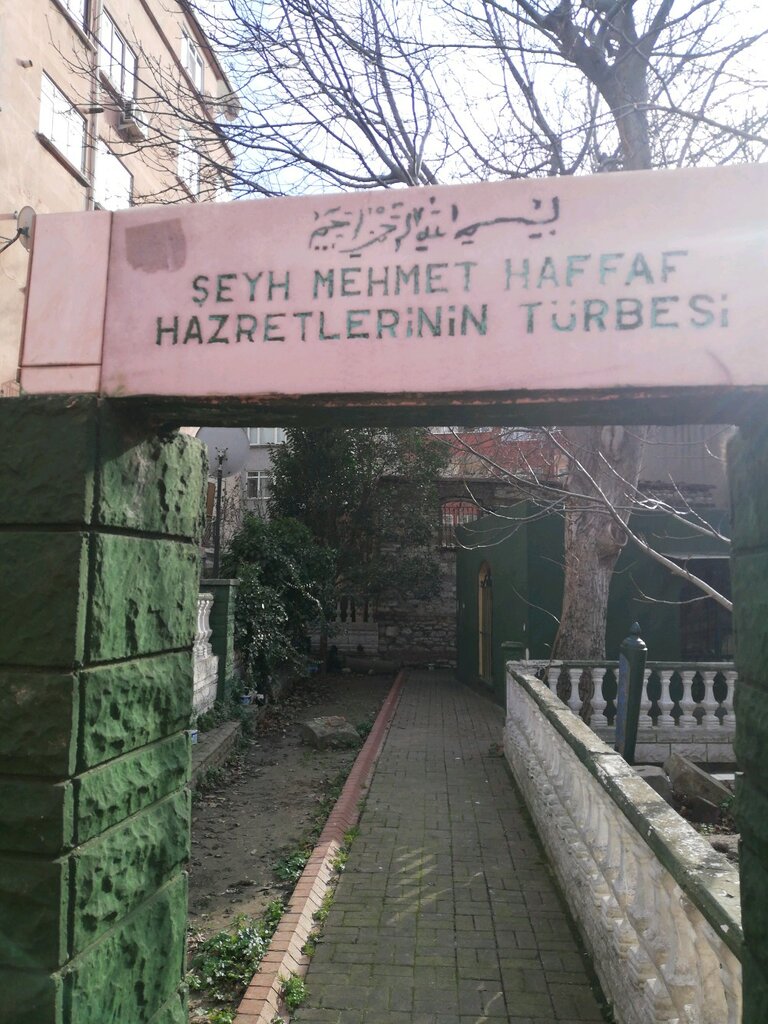 بسم الله الرحمن الرحيم
ŞEYH MEHMET HAFFAF
HAZRETLERİNİN TÜRBESİ